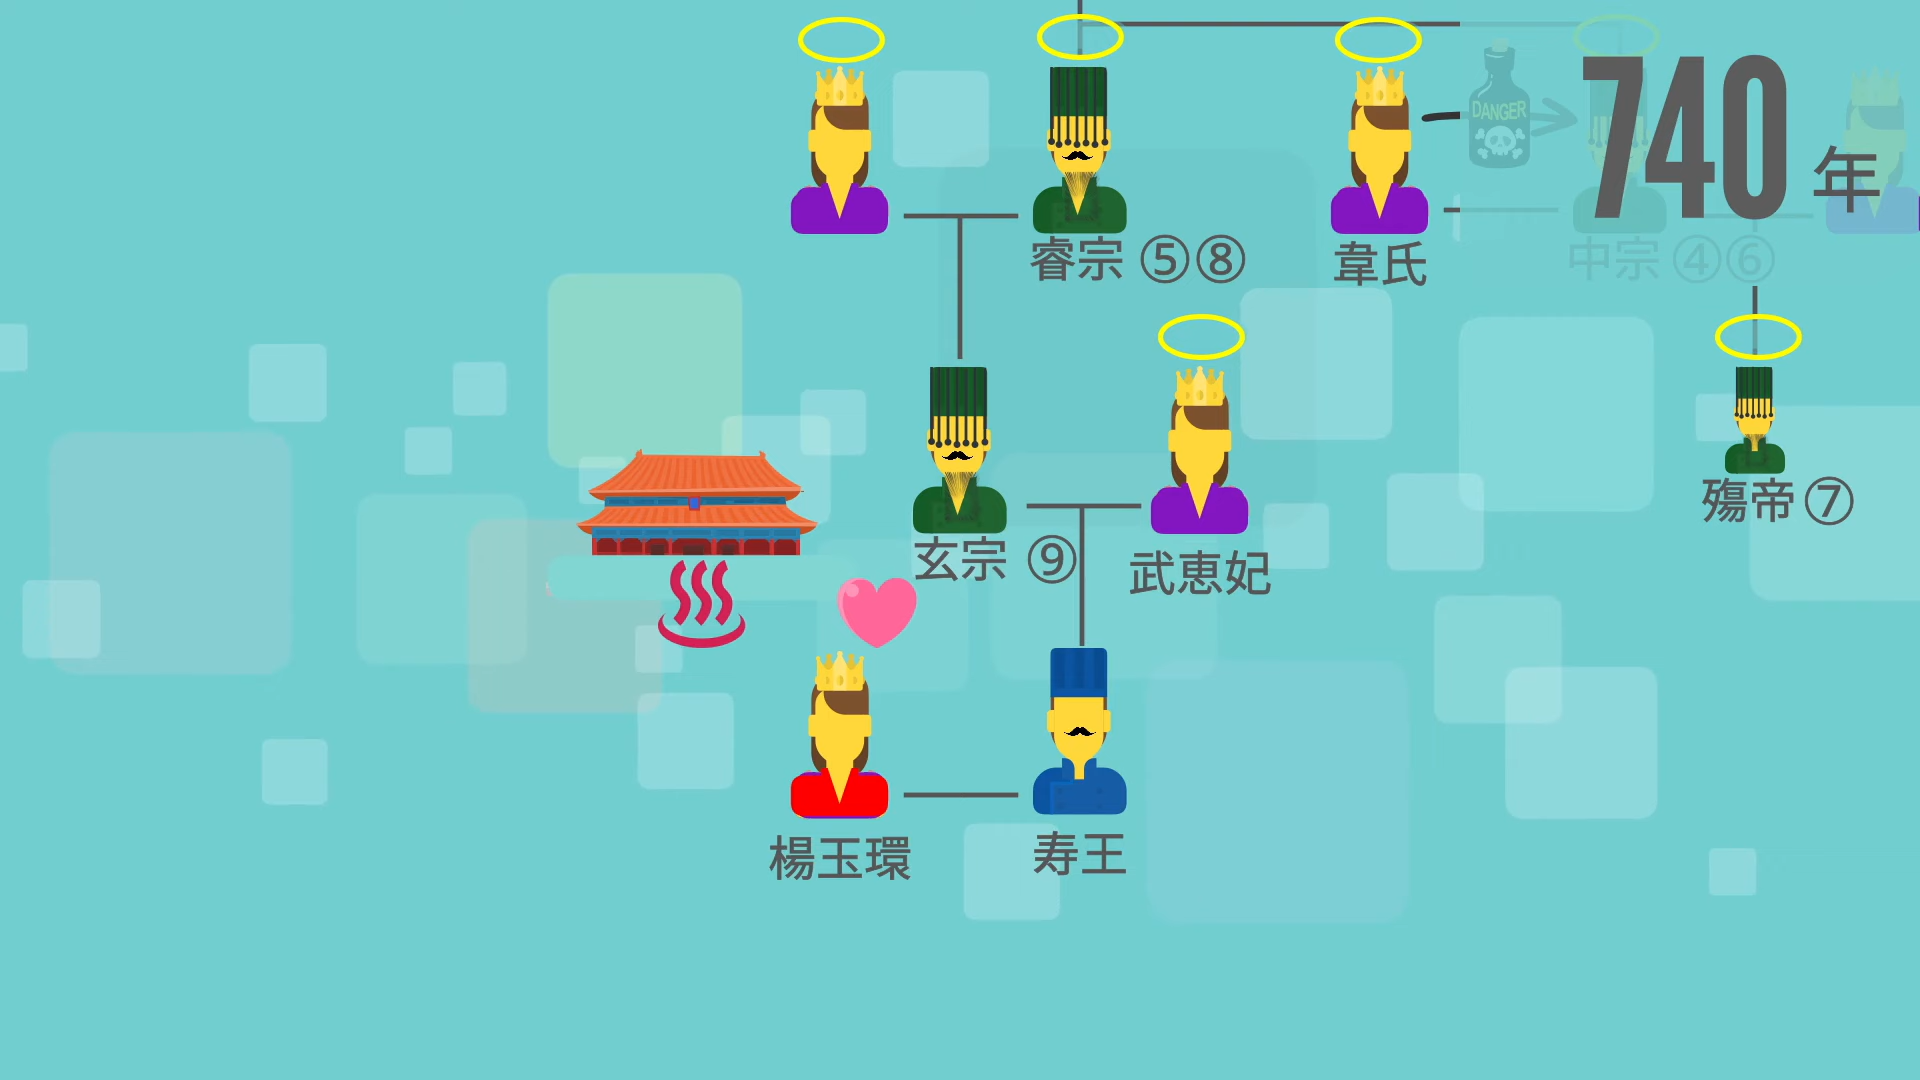 740年
DANGER
睿宗 ⑤⑧
韋氏
中宗 ④⑥
玄宗 ⑨
武恵妃
殤帝⑦
楊玉環
寿王